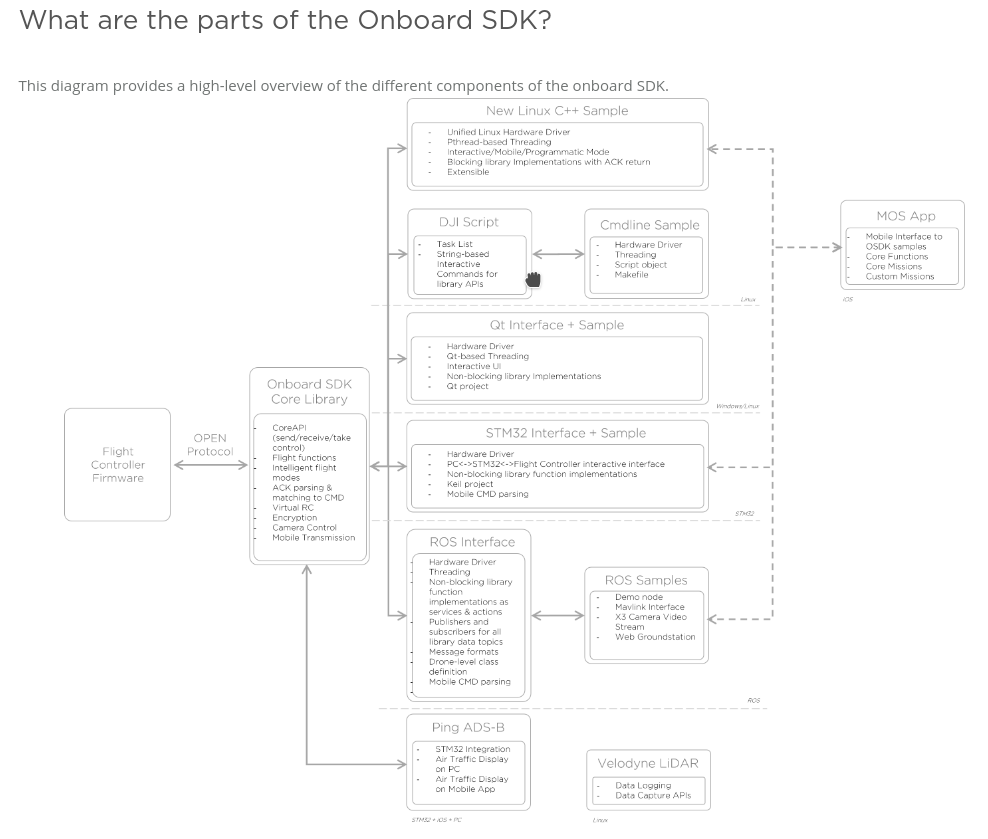 What are the parts of the Onboard SDK?
This diagram provides a high-level overview of the different components of the onboard SDK.
New Linux C++ Sample
- Unified Linux Hardware Driver
- Pthread-based Threading
- Interactive/Mobile/Programmatic Mode
- Blocking library Implementations with ACK return
- Extensible
DJI Script
- Task List
- String-based
Interactive
Commands for
library APIs
Cmdline Sample
- Hardware Driver
- Threading
- Script object
- Makefile
Linux
MOS App
- Mobile Interface to
OSDK samples
- Core Functions
- Core Missions
- Custom Missions
iOS
Qt Interface + Sample
- Hardware Driver
- Qt-based Threading
- Interactive UI
- Non-blocking library Implementations
- Qt project
Windows/Linux
Flight
Controller
Firmware
OPEN
Protocol
Onboard SDK
Core Library
- CoreAPI
(send/receive/take
control)
- Flight functions
- Intelligent flight
modes
- ACK parsing &
matching to CMD
- Virtual RC
- Encryption
- Camera Control
- Mobile Transmission
STM32 Interface + Sample
- Hardware Driver
- PC<->STM32<->Flight Controller interactive interface
- Non-blocking library function implementations
- Keil project
- Mobile CMD parsing
STM32
ROS Interface
- Hardware Driver
- Threading
- Non-blocking library
function
implementations as
services & actions
- Publishers and
subscribers for all
library data topics
- Message formats
- Drone-level class
definition
- Mobile CMD parsing
-
ROS Samples
- Demo node
- Mavlink Interface
- X3 Camera Video
Stream
- Web Groundstation
ROS
Ping ADS-B
- STM32 Integration
- Air Traffic Display
on PC
- Air Traffic Display
on Mobile App
STM32 + iOS + PC
Velodyne LiDAR
- Data Logging
- Data Capture APIs
Linux